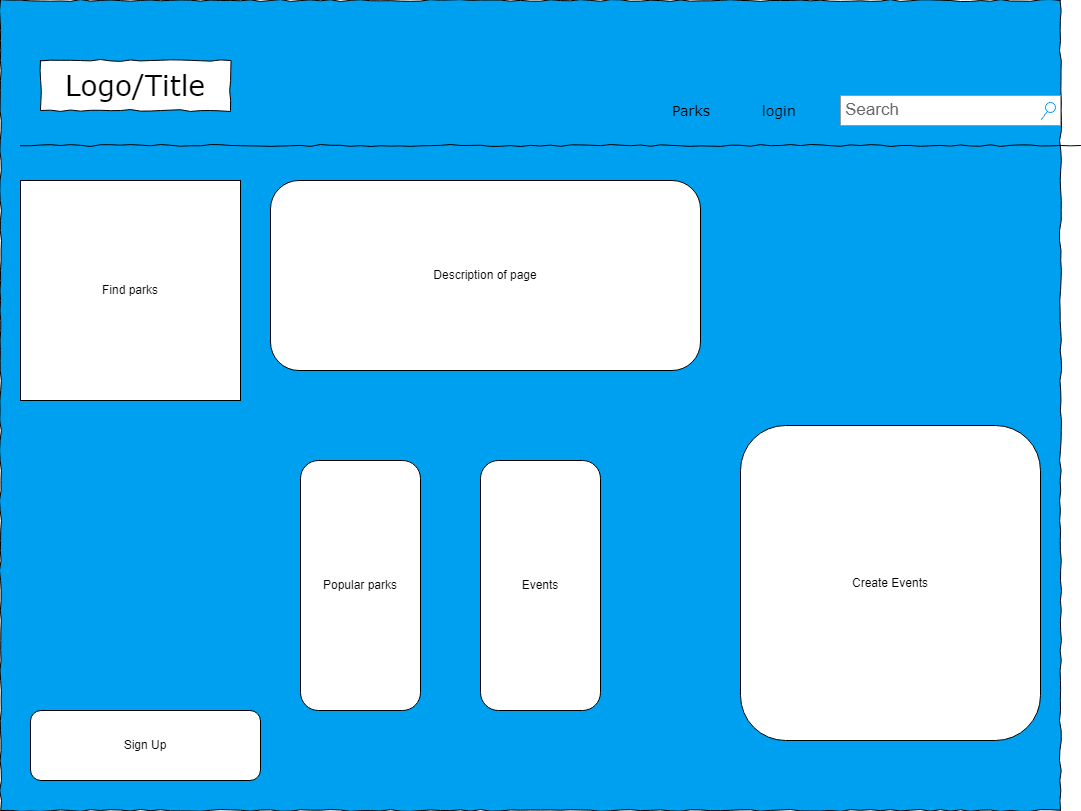 Logo/Title
Parks
login
Search
Find parks
Description of page
Popular parks
Events
Create Events
Sign Up